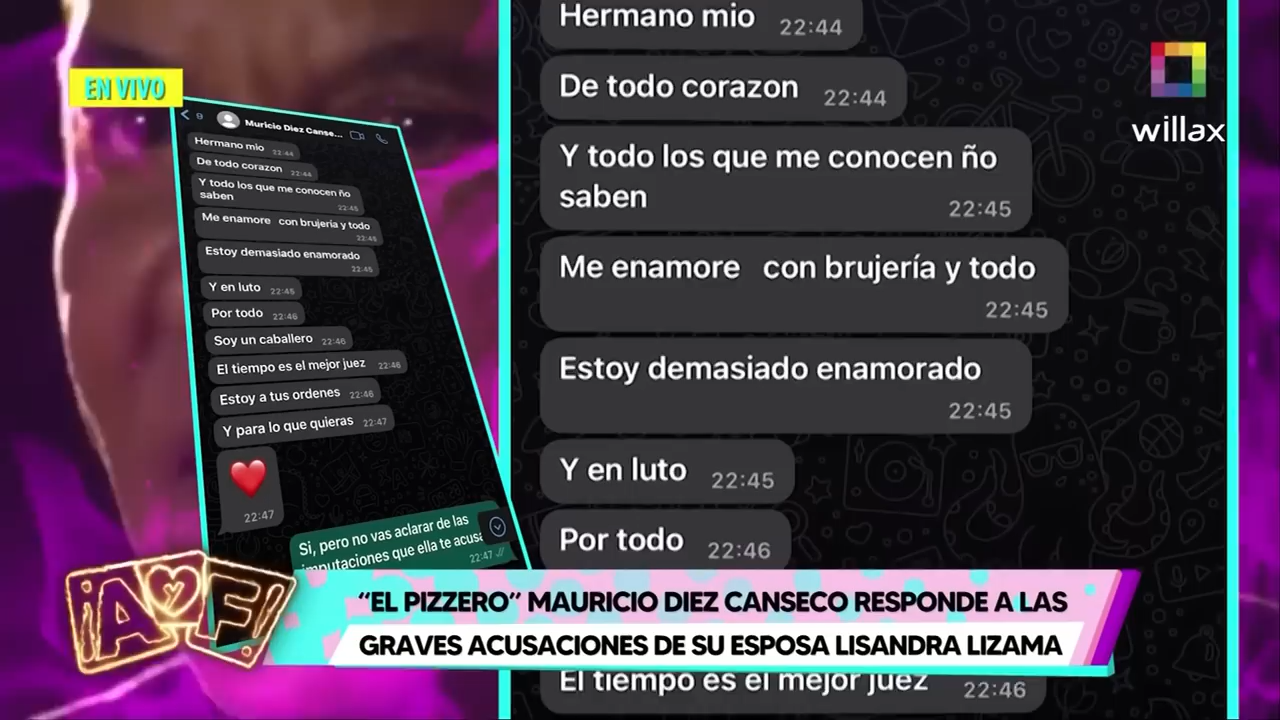 EN VIVO
9
Muricio Diez Canse...
Hermano mio 22:44
De todo corazon 22:44
Y todo los que me conocen ño
saben 22:45
Me enamore con brujeria y todo
22:45
Estoy demasiado enamorado
22:45
Y en luto 22:45
Por todo 22:46
Soy un caballero 22:46
El tiempo es el mejor juez 22:46
Estoy a tus ordenes 22:46
Y para lo que quieras 22:47
22:47
Si, pero no vas aclarar de las
imputaciones que ella te acusa
22:47
Hermano mio 22:44
De todo corazon 22:44
Y todo los que me conocen ño
saben 22:45
Me enamore con brujería y todo
22:45
Estoy demasiado enamorado
22:45
Y en luto 22:45
Por todo 22:46
El tiempo es el mejor juez 22:46
willax
¡A F!
“EL PIZZERO” MAURICIO DIEZ CANSECO RESPONDE A LAS
GRAVES ACUSACIONES DE SU ESPOSA LISANDRA LIZAMA